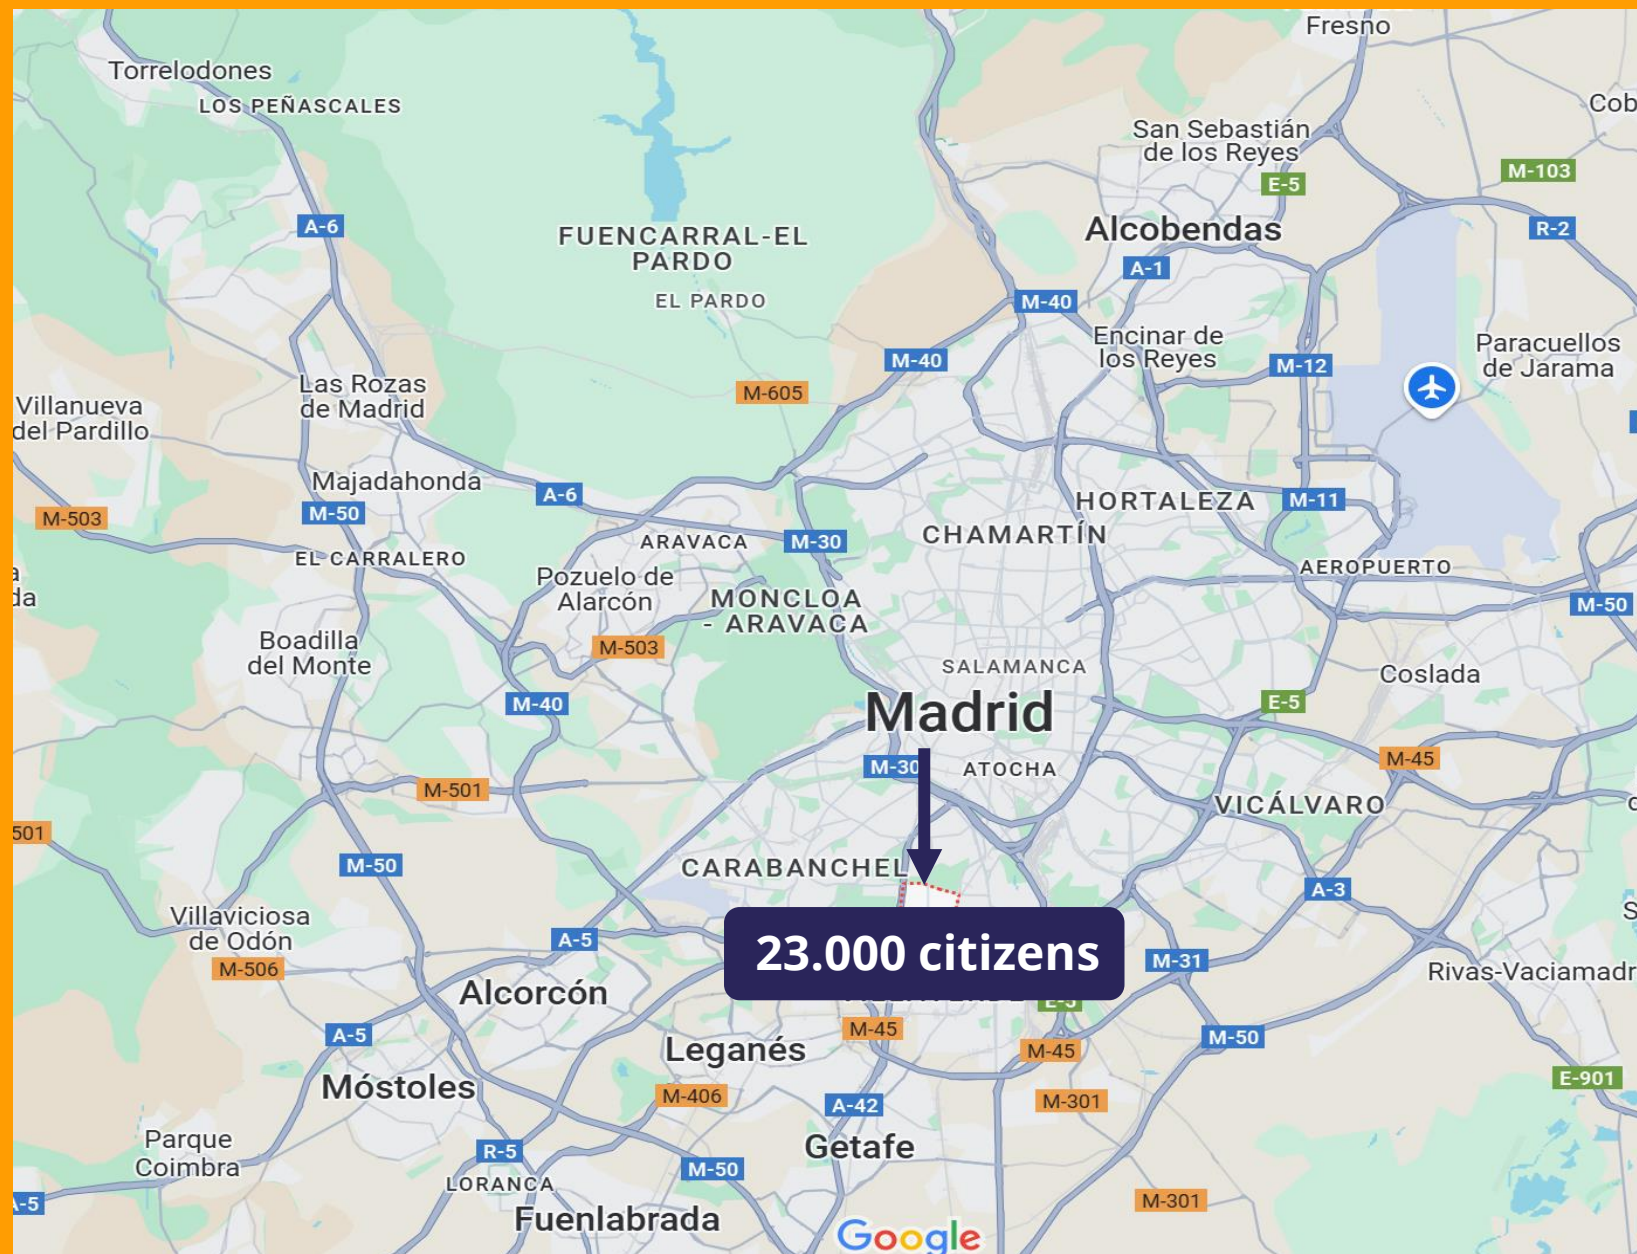 Fresno
Torrelodones
LOS PEÑASCALES
Cob
San Sebastián
de los Reyes
M-103
E-5
A-6
FUENCARRAL-EL
PARDO
Alcobendas
R-2
A-1
EL PARDO
M-40
Encinar de
los Reyes
M-40
M-12
Paracuellos
de Jarama
Las Rozas
de Madrid
M-605
Villanueva
del Pardillo
Majadahonda
A-6
HORTALEZA
M-11
M-50
M-503
CHAMARTÍN
ARAVACA
M-30
EL CARRALERO
AEROPUERTO
a
da
Pozuelo de
Alarcón
MONCLOA
- ARAVACA
M-50
Boadilla
del Monte
M-503
SALAMANCA
Coslada
M-40
Madrid
E-5
M-30
ATOCHA
M-45
M-501
VICÁLVARO
501
M-50
CARABANCHEL
A-3
Villaviciosa
de Odón
A-5
23.000 citizens
M-31
M-506
Rivas-Vaciamadr
Alcorcón
E-5
A-5
M-45
M-50
Leganés
M-45
Móstoles
M-406
A-42
M-301
E-901
Parque
Coimbra
Getafe
R-5
M-50
LORANCA
A-5
M-301
Fuenlabrada
Google